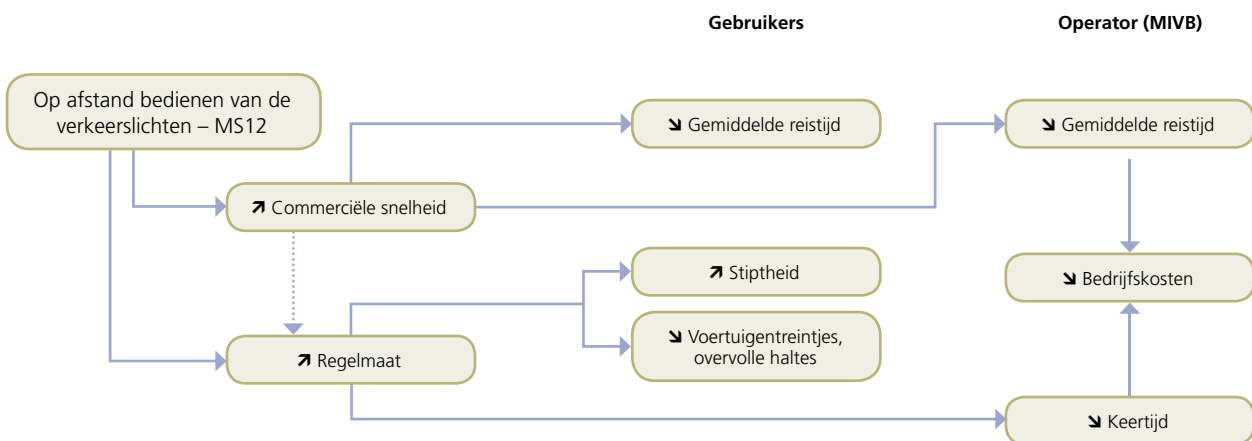 Gebruikers
Operator (MIVB)
Op afstand bedienen van de
verkeerslichten – MS12
↘ Gemiddelde reistijd
↘ Gemiddelde reistijd
↗ Commerciële snelheid
↗ Stiptheid
↘ Bedrijfskosten
↘ Voertuigentreintjes,
overvolle haltes
↗ Regelmaat
↘ Keertijd